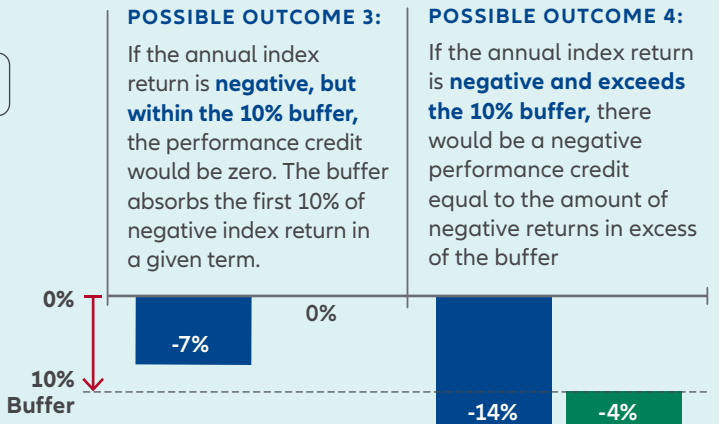 POSSIBLE OUTCOME 3:
If the annual index
return is negative, but
within the 10% buffer,
the performance credit
would be zero. The buffer
absorbs the first 10% of
negative index return in
a given term.
POSSIBLE OUTCOME 4:
If the annual index return
is negative and exceeds
the 10% buffer, there
would be a negative
performance credit
equal to the amount of
negative returns in excess
of the buffer
0%
0%
-7%
10%
Buffer
-14%
-4%